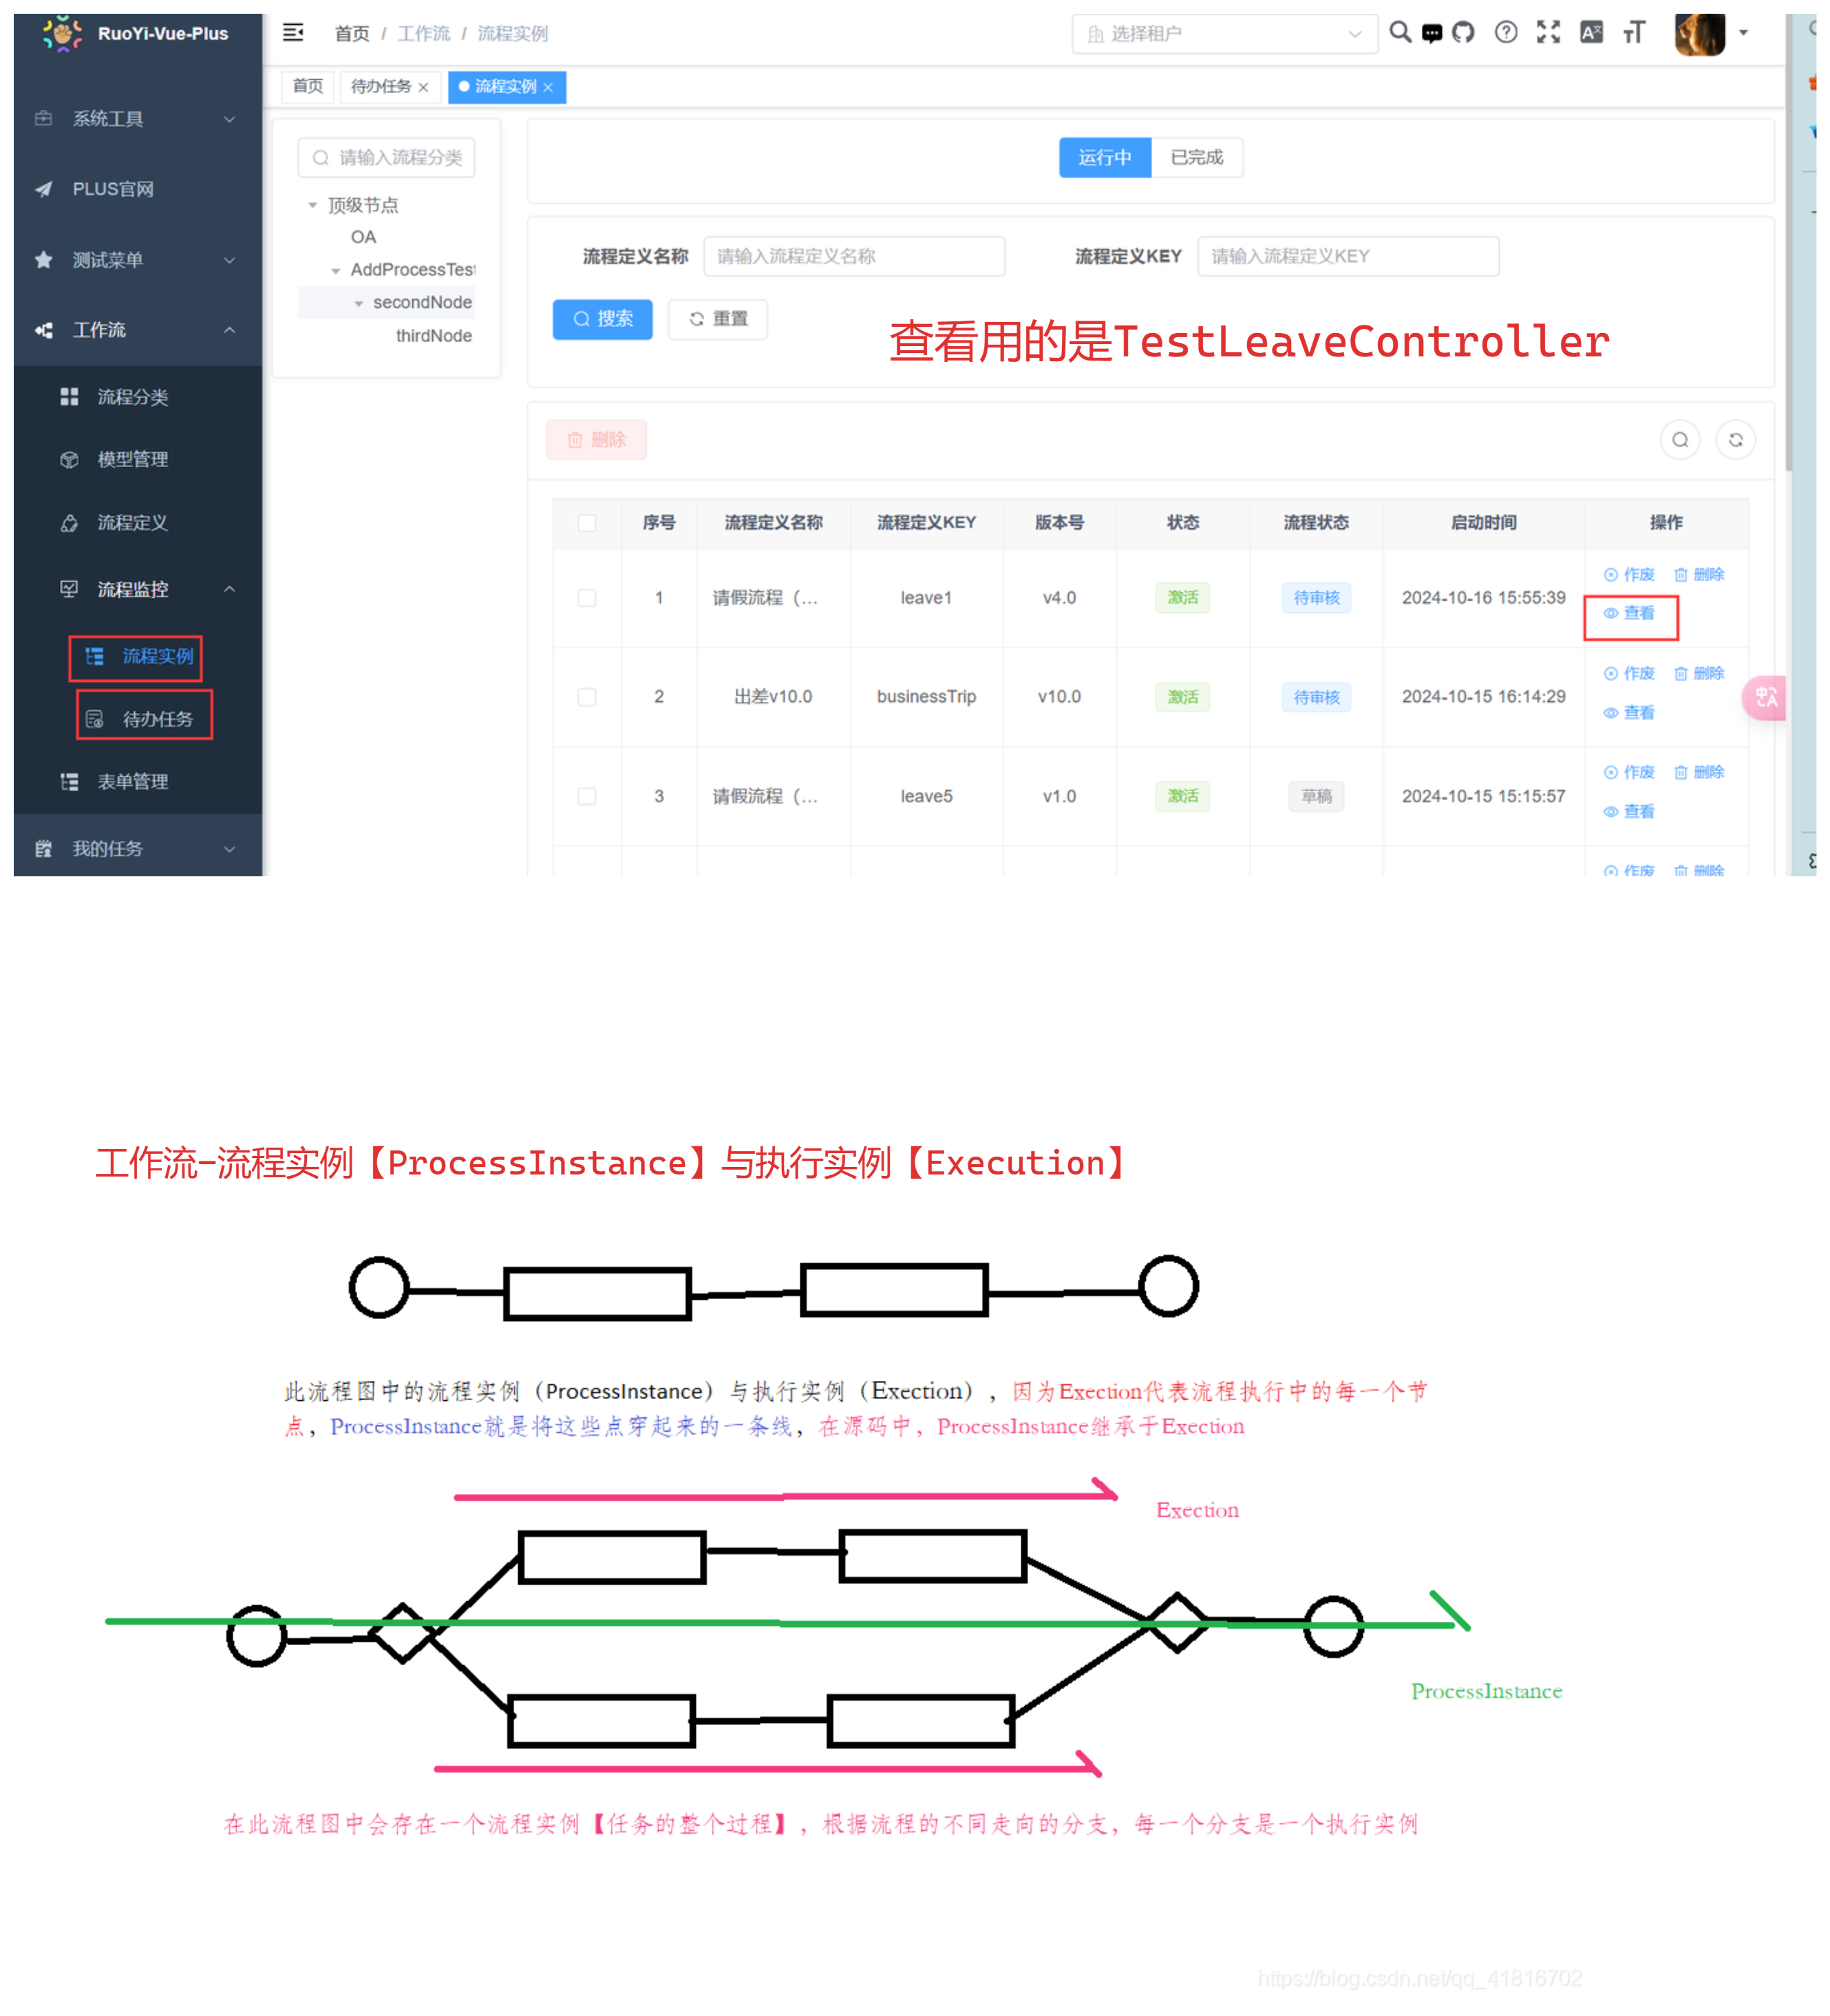 RuoYi-Vue-Plus
首页 / 工作流 / 流程实例
选择租户
首页
待办任务 ×
流程实例 ×
系统工具
PLUS官网
测试菜单
工作流
流程分类
模型管理
流程定义
流程监控
流程实例
待办任务
表单管理
我的任务
请输入流程分类
顶级节点
OA
AddProcessTest
secondNode
thirdNode
运行中 已完成
流程定义名称 请输入流程定义名称 流程定义KEY 请输入流程定义KEY
搜索 重置
查看用的是TestLeaveController
删除
序号 流程定义名称 流程定义KEY 版本号 状态 流程状态 启动时间 操作
1 请假流程（... leave1 v4.0 激活 待审核 2024-10-16 15:55:39 作废 删除
查看
2 出差v10.0 businessTrip v10.0 激活 待审核 2024-10-15 16:14:29 作废 删除
查看
3 请假流程（... leave5 v1.0 激活 草稿 2024-10-15 15:15:57 作废 删除
查看
作废 删除
工作流-流程实例【ProcessInstance】与执行实例【Execution】
此流程图中的流程实例（ProcessInstance）与执行实例（Exection），因为Exection代表流程执行中的每一个节
点，ProcessInstance就是将这些点穿起来的一条线，在源码中，ProcessInstance继承于Exection
Exection
ProcessInstance
在此流程图中会存在一个流程实例【任务的整个过程】，根据流程的不同走向的分支，每一个分支是一个执行实例
https://blog.csdn.net/qq_41816702